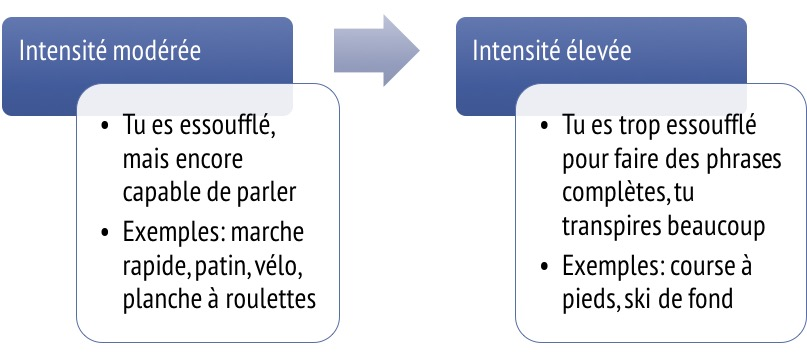 Intensité modérée
• Tu es essoufflé,
mais encore
capable de parler
• Exemples: marche
rapide, patin, vélo,
planche à roulettes
Intensité élevée
• Tu es trop essoufflé
pour faire des phrases
complètes, tu
transpires beaucoup
• Exemples: course à
pieds, ski de fond